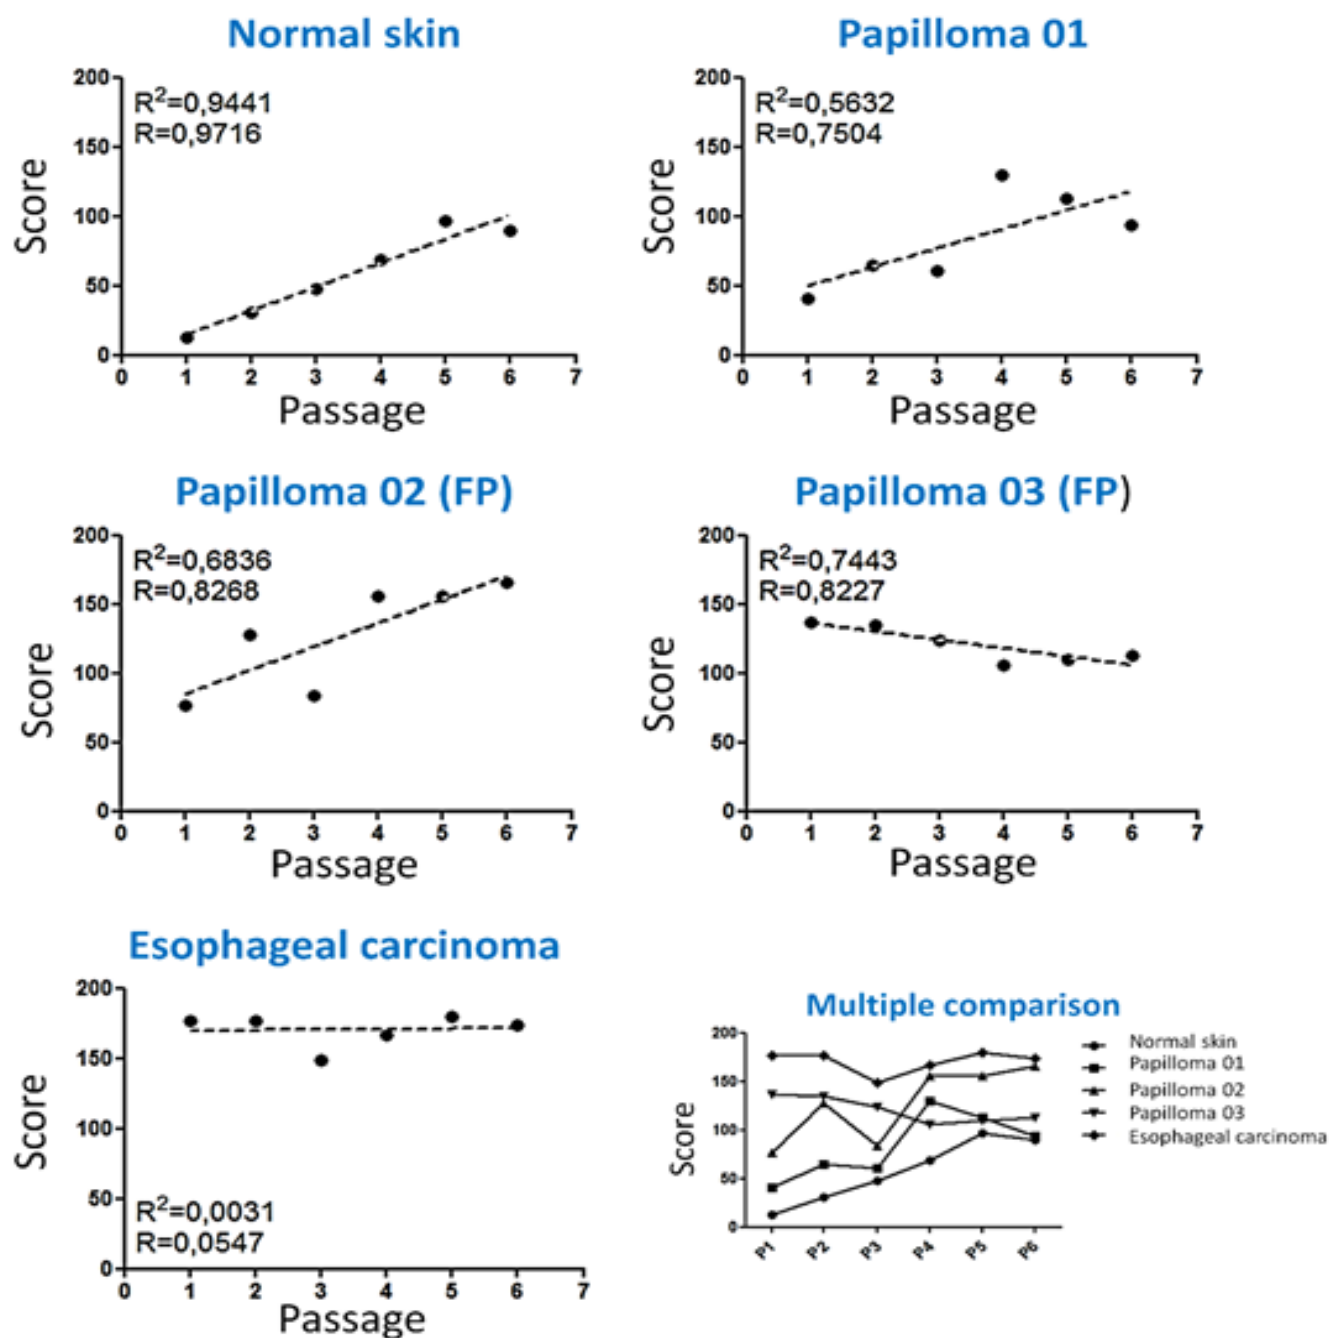 Normal skin
200
150
100
50
0
R²=0,9441
R=0,9716
Score
0 1 2 3 4 5 6 7
Passage
Papilloma 01
200
150
100
50
0
R²=0,5632
R=0,7504
Score
0 1 2 3 4 5 6 7
Passage
Papilloma 02 (FP)
200
150
100
50
0
R²=0,6836
R=0,8268
Score
0 1 2 3 4 5 6 7
Passage
Papilloma 03 (FP)
200
150
100
50
0
R²=0,7443
R=0,8227
Score
0 1 2 3 4 5 6 7
Passage
Esophageal carcinoma
200
150
100
50
0
Score
R²=0,0031
R=0,0547
0 1 2 3 4 5 6 7
Passage
Multiple comparison
200
150
100
50
0
Score
P1 P2 P3 P4 P5 P6
Normal skin
Papilloma 01
Papilloma 02
Papilloma 03
Esophageal carcinoma